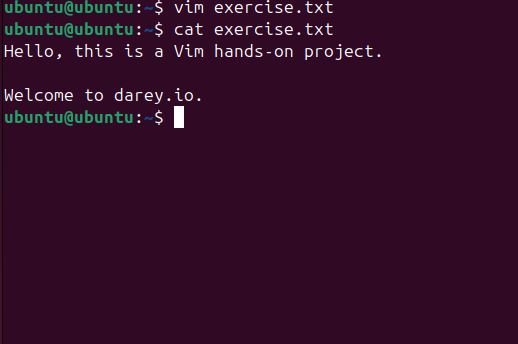 ubuntu@ubuntu:~$ vim exercise.txt
ubuntu@ubuntu:~$ cat exercise.txt
Hello, this is a Vim hands-on project.

Welcome to darey.io.
ubuntu@ubuntu:~$